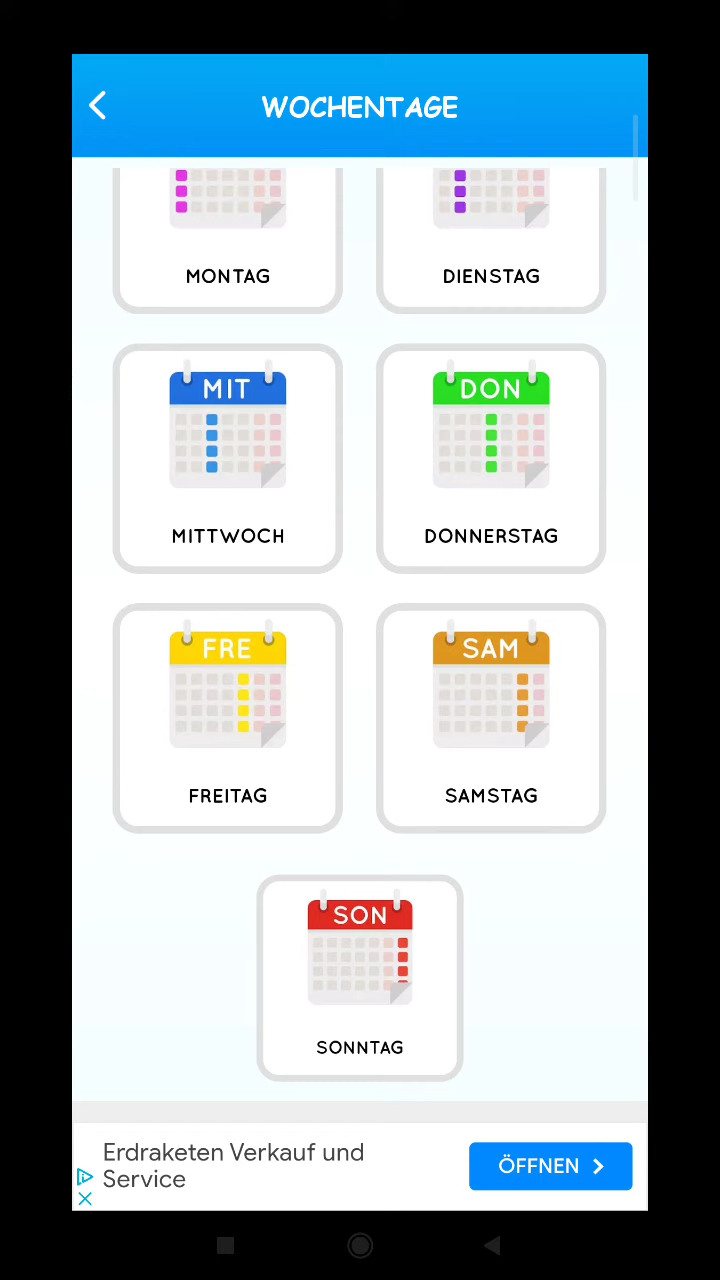 WOCHENTAGE
MONTAG
DIENSTAG
MIT
DON
MITTWOCH
DONNERSTAG
FRE
SAM
FREITAG
SAMSTAG
SON
SONNTAG
Erdraketen Verkauf und
Service
ÖFFNEN